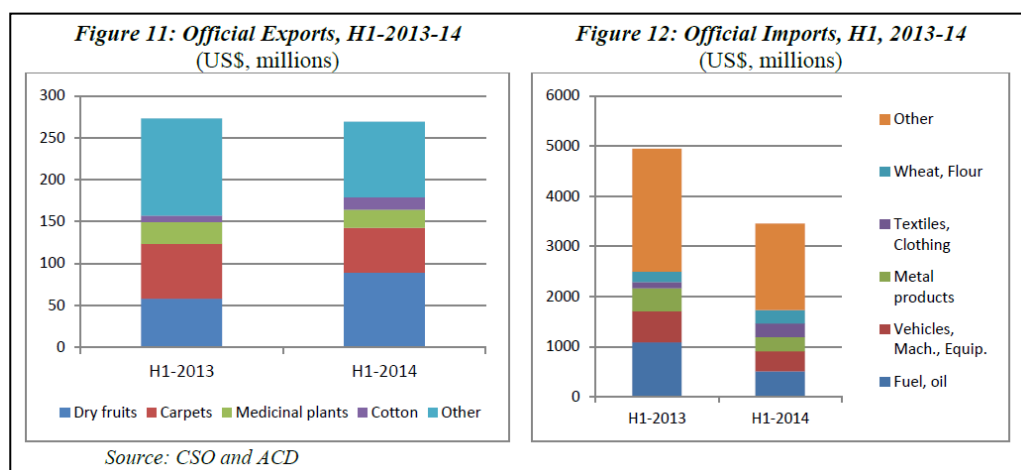 Figure 11: Official Exports, H1-2013-14
(US$, millions)
300
250
200
150
100
50
0
H1-2013 H1-2014
Dry fruits Carpets Medicinal plants Cotton Other
Figure 12: Official Imports, H1, 2013-14
(US$, millions)
6000
5000
4000
3000
2000
1000
0
H1-2013 H1-2014
Other
Wheat, Flour
Textiles,
Clothing
Metal
products
Vehicles,
Mach., Equip.
Fuel, oil
Source: CSO and ACD